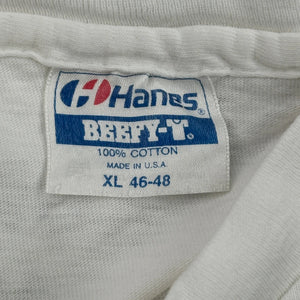 Hanes®
BEEFY-T®
100% COTTON
MADE IN U.S.A.
XL 46-48